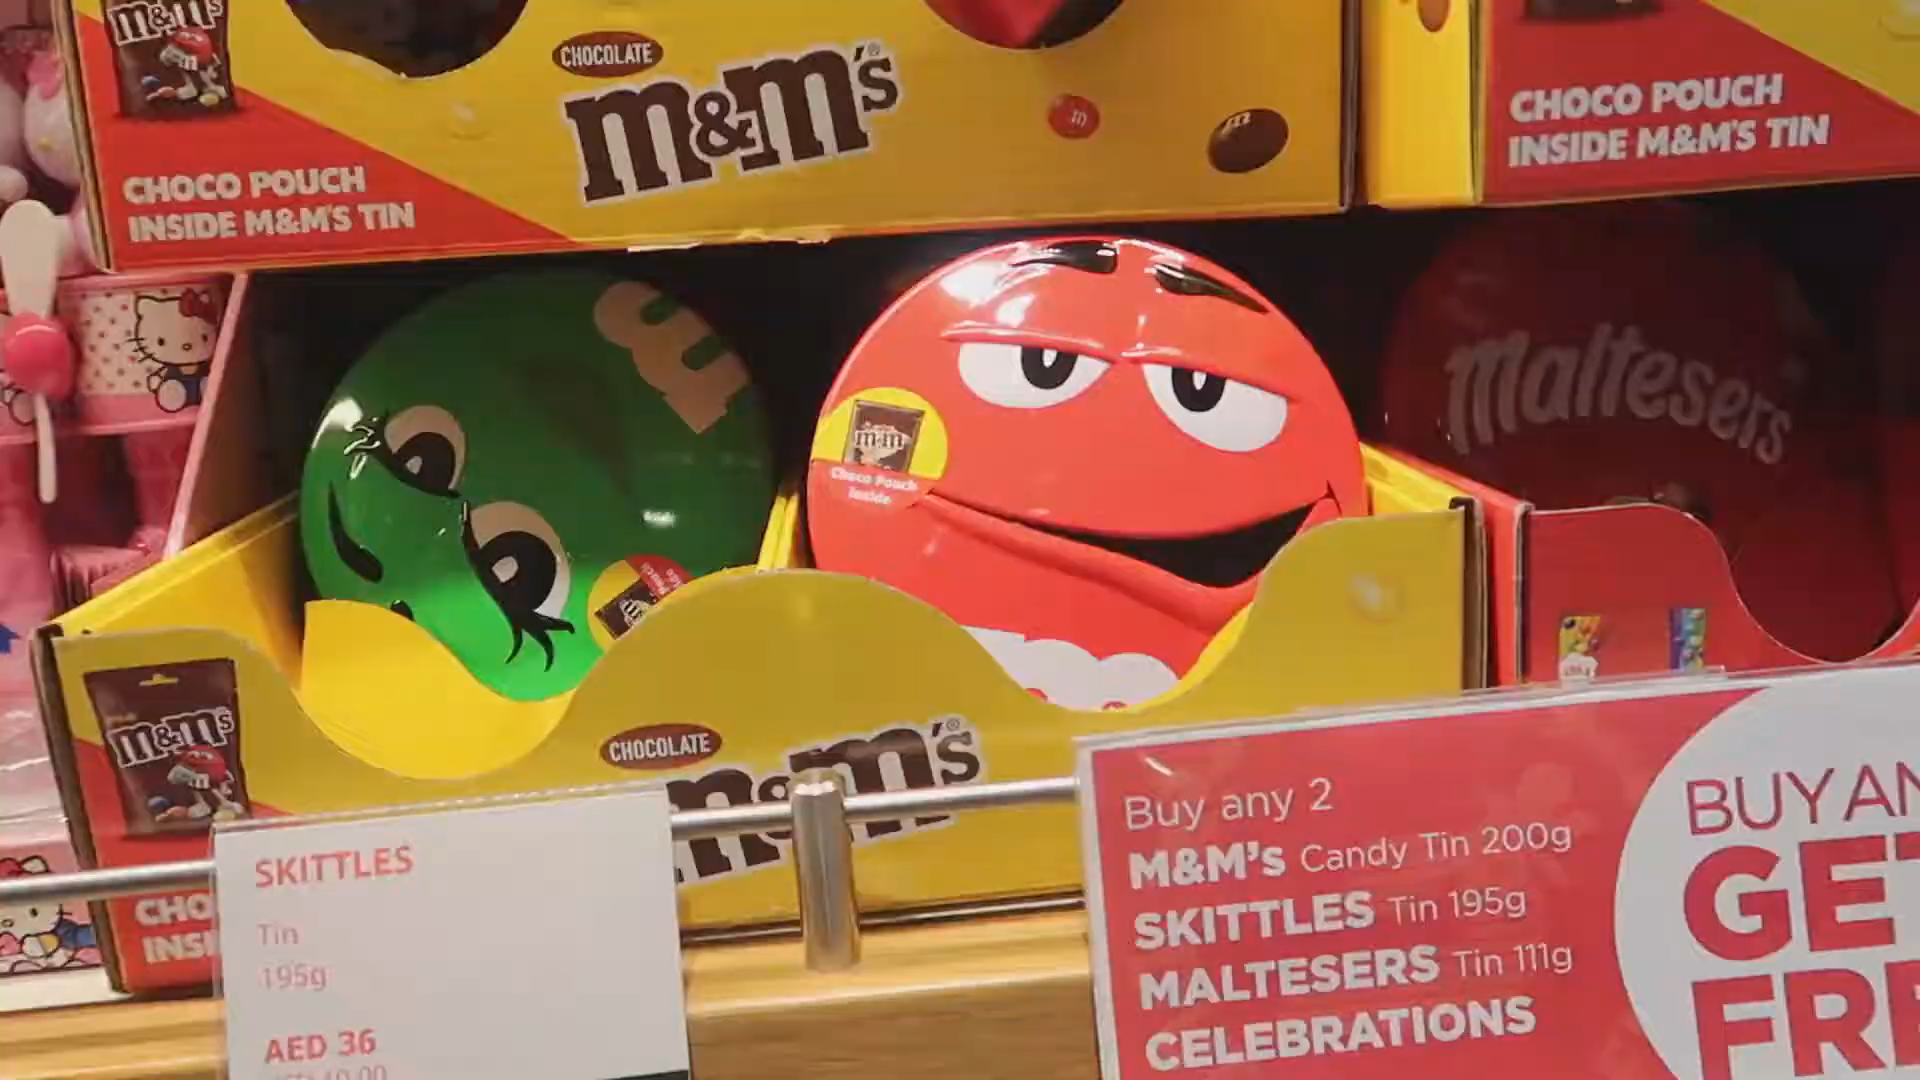 m&m's
CHOCO POUCH
INSIDE M&M'S TIN
CHOCOLATE
m&m's®
m
m
CHOCO POUCH
INSIDE M&M'S TIN
m
m&m
Choco Pouch
Inside
Maltesers
m&m's
CHOCOLATE
m&m's®
SKITTLES
Tin
195g
AED 36
Buy any 2
M&M's Candy Tin 200g
SKITTLES Tin 195g
MALTESERS Tin 111g
CELEBRATIONS